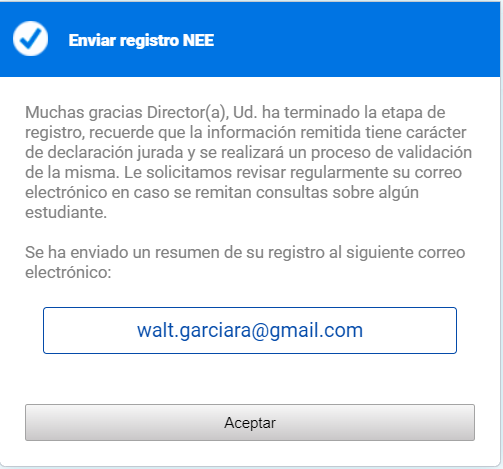 Enviar registro NEE
Muchas gracias Director(a), Ud. ha terminado la etapa de
registro, recuerde que la información remitida tiene carácter
de declaración jurada y se realizará un proceso de validación
de la misma. Le solicitamos revisar regularmente su correo
electrónico en caso se remitan consultas sobre algún
estudiante.
Se ha enviado un resumen de su registro al siguiente correo
electrónico:
walt.garciara@gmail.com
Aceptar